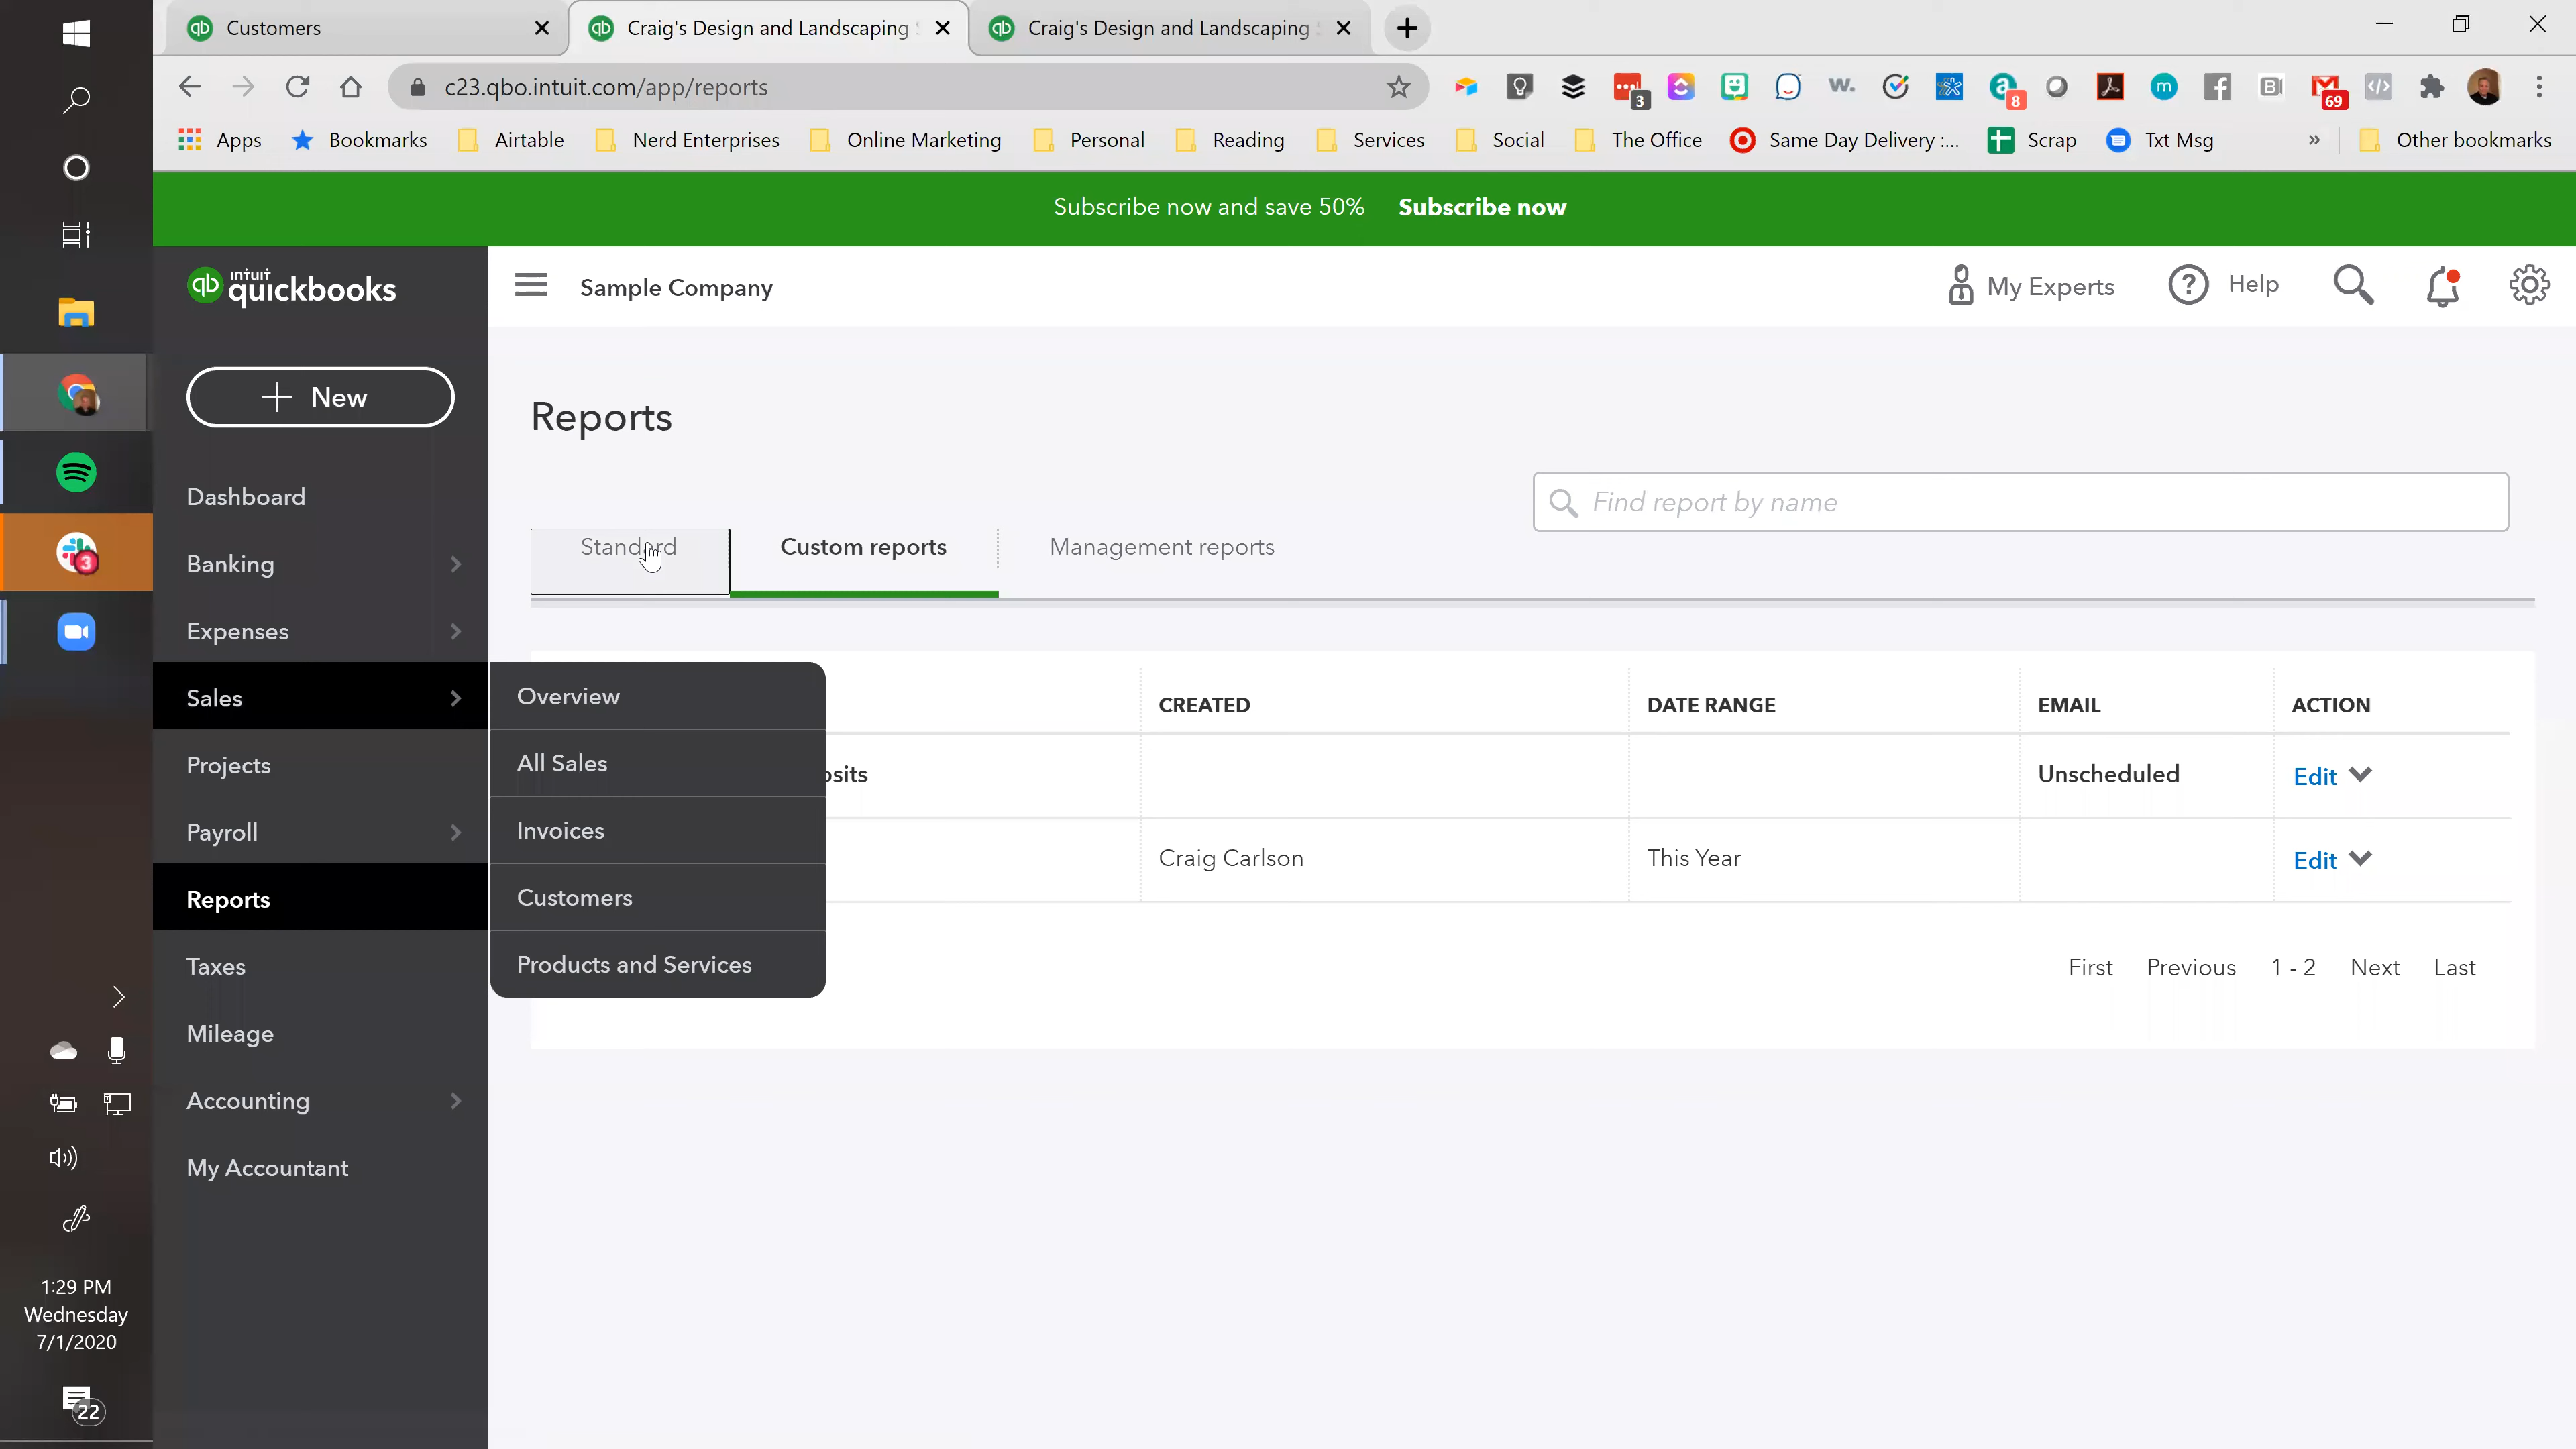 Customers
Craig's Design and Landscaping
Craig's Design and Landscaping
c23.qbo.intuit.com/app/reports
3
8
69
Apps
Bookmarks
Airtable
Nerd Enterprises
Online Marketing
Personal
Reading
Services
Social
The Office
Same Day Delivery :...
Scrap
Txt Msg
»
Other bookmarks
Subscribe now and save 50% Subscribe now
intuit
quickbooks
Sample Company
My Experts
Help
New
Dashboard
Banking
Expenses
Sales
Projects
Payroll
Reports
Taxes
Mileage
Accounting
My Accountant
Reports
Find report by name
Standard
Custom reports
Management reports
Overview
All Sales
Invoices
Customers
Products and Services
CREATED DATE RANGE EMAIL ACTION
osits Unscheduled Edit
Craig Carlson This Year Edit
First Previous 1 - 2 Next Last
3
1:29 PM
Wednesday
7/1/2020
22